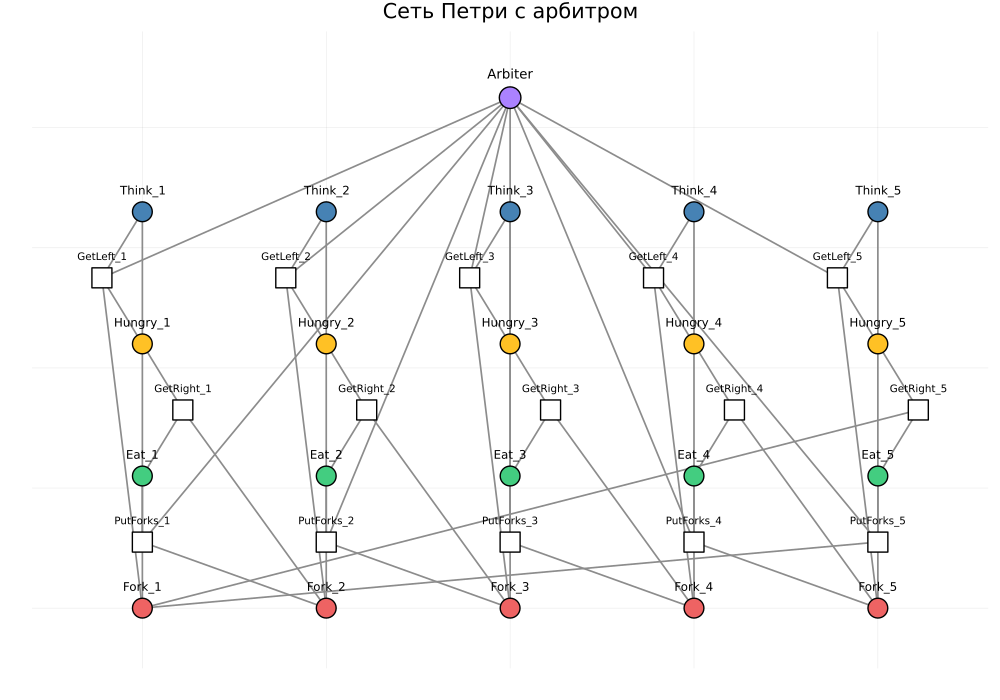 Сеть Петри с арбитром
Arbiter
Think_1 Think_2 Think_3 Think_4 Think_5
GetLeft_1 GetLeft_2 GetLeft_3 GetLeft_4 GetLeft_5
Hungry_1 Hungry_2 Hungry_3 Hungry_4 Hungry_5
GetRight_1 GetRight_2 GetRight_3 GetRight_4 GetRight_5
Eat_1 Eat_2 Eat_3 Eat_4 Eat_5
PutForks_1 PutForks_2 PutForks_3 PutForks_4 PutForks_5
Fork_1 Fork_2 Fork_3 Fork_4 Fork_5